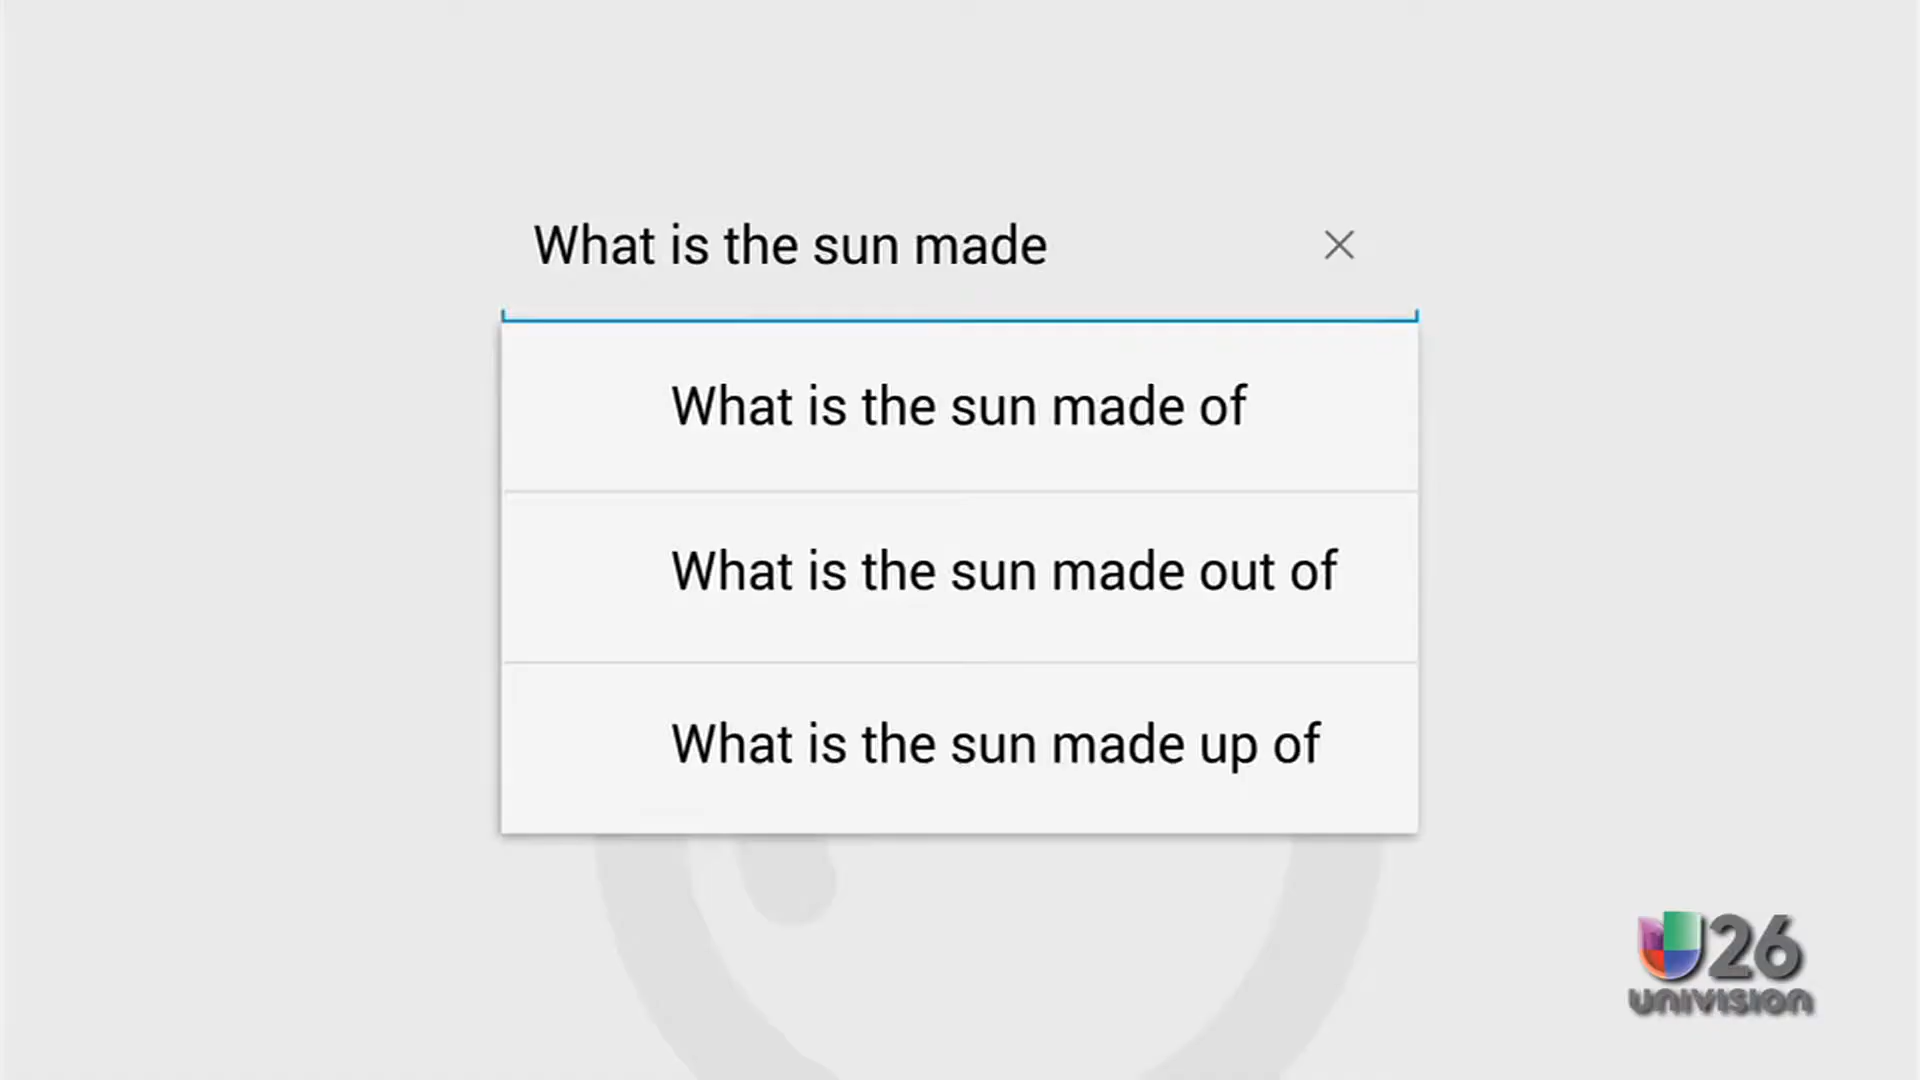 What is the sun made
What is the sun made of
What is the sun made out of
What is the sun made up of
26
UNIVISION